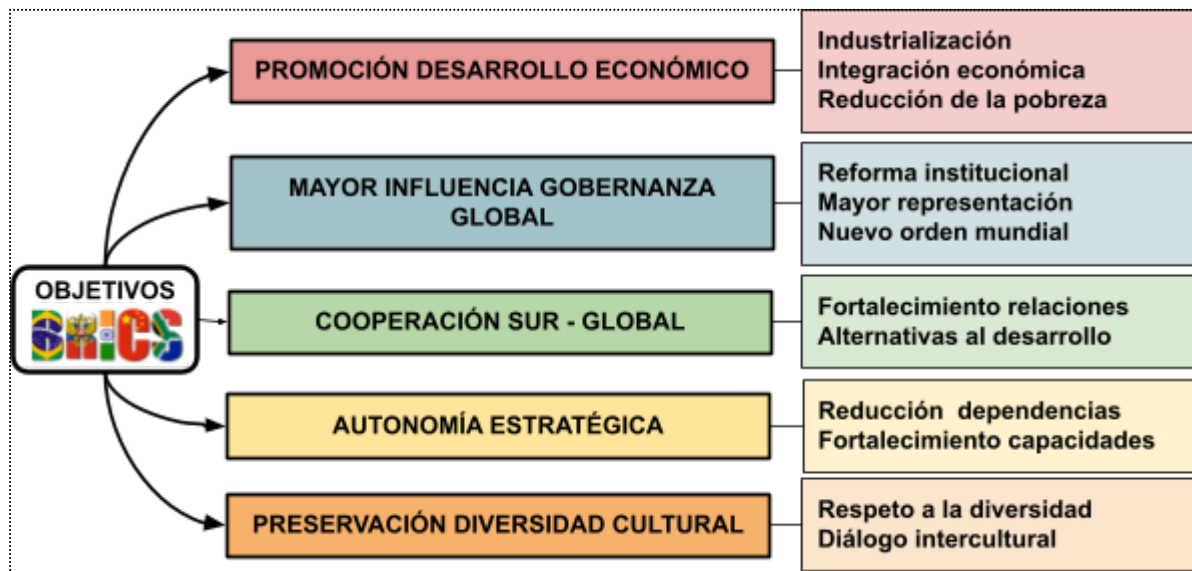 OBJETIVOS
BRICS
PROMOCIÓN DESARROLLO ECONÓMICO
Industrialización
Integración económica
Reducción de la pobreza
MAYOR INFLUENCIA GOBERNANZA
GLOBAL
Reforma institucional
Mayor representación
Nuevo orden mundial
COOPERACIÓN SUR - GLOBAL
Fortalecimiento relaciones
Alternativas al desarrollo
AUTONOMÍA ESTRATÉGICA
Reducción dependencias
Fortalecimiento capacidades
PRESERVACIÓN DIVERSIDAD CULTURAL
Respeto a la diversidad
Diálogo intercultural